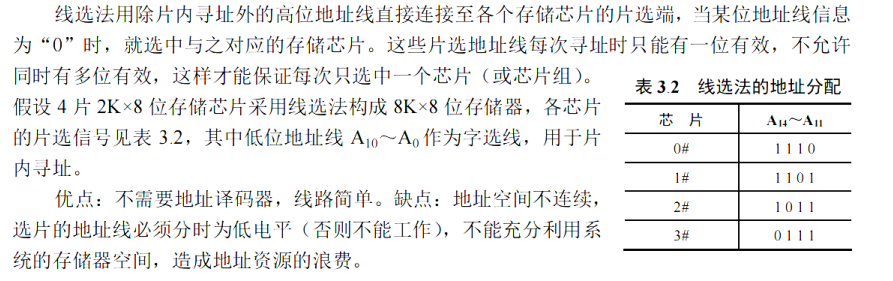 线选法用除片内寻址外的高位地址线直接连接至各个存储芯片的片选端，当某位地址线信息
为“0”时，就选中与之对应的存储芯片。这些片选地址线每次寻址时只能有一位有效，不允许
同时有多位有效，这样才能保证每次只选中一个芯片（或芯片组）。
假设 4 片 2K×8 位存储芯片采用线选法构成 8K×8 位存储器，各芯片
的片选信号见表 3.2，其中低位地址线 A₁₀～A₀作为字选线，用于片
内寻址。
优点：不需要地址译码器，线路简单。缺点：地址空间不连续，
选片的地址线必须分时为低电平（否则不能工作），不能充分利用系
统的存储器空间，造成地址资源的浪费。
表 3.2 线选法的地址分配
芯 片 A₁₄～A₁₁
0# 1 1 1 0
1# 1 1 0 1
2# 1 0 1 1
3# 0 1 1 1